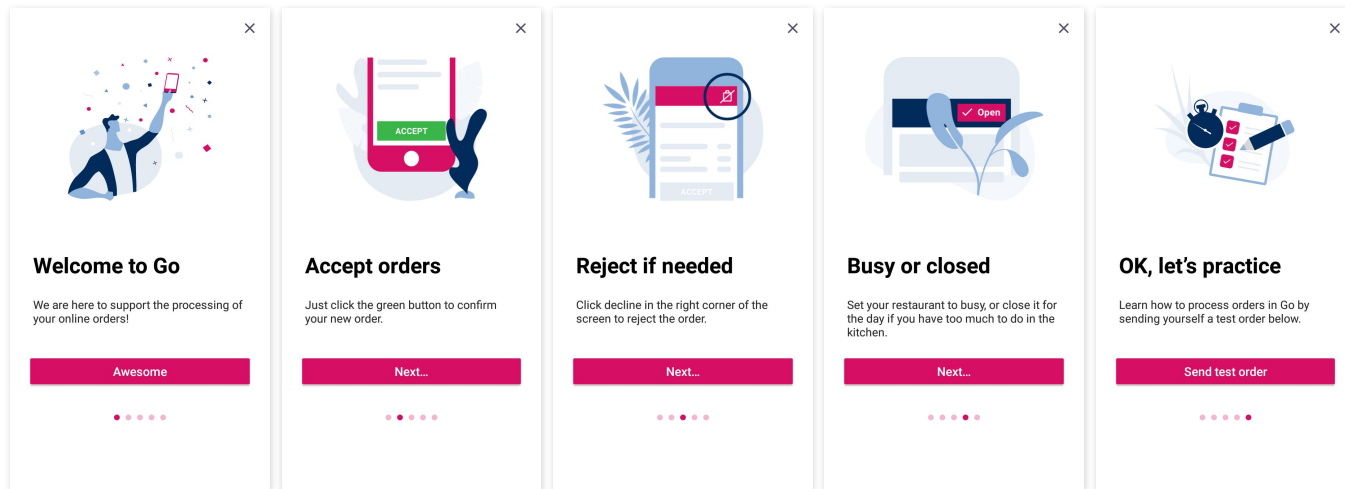 Welcome to Go
We are here to support the processing of
your online orders!
Awesome
ACCEPT
Accept orders
Just click the green button to confirm
your new order.
Next...
ACCEPT
Reject if needed
Click decline in the right corner of the
screen to reject the order.
Next...
Open
Busy or closed
Set your restaurant to busy, or close it for
the day if you have too much to do in the
kitchen.
Next...
OK, let's practice
Learn how to process orders in Go by
sending yourself a test order below.
Send test order